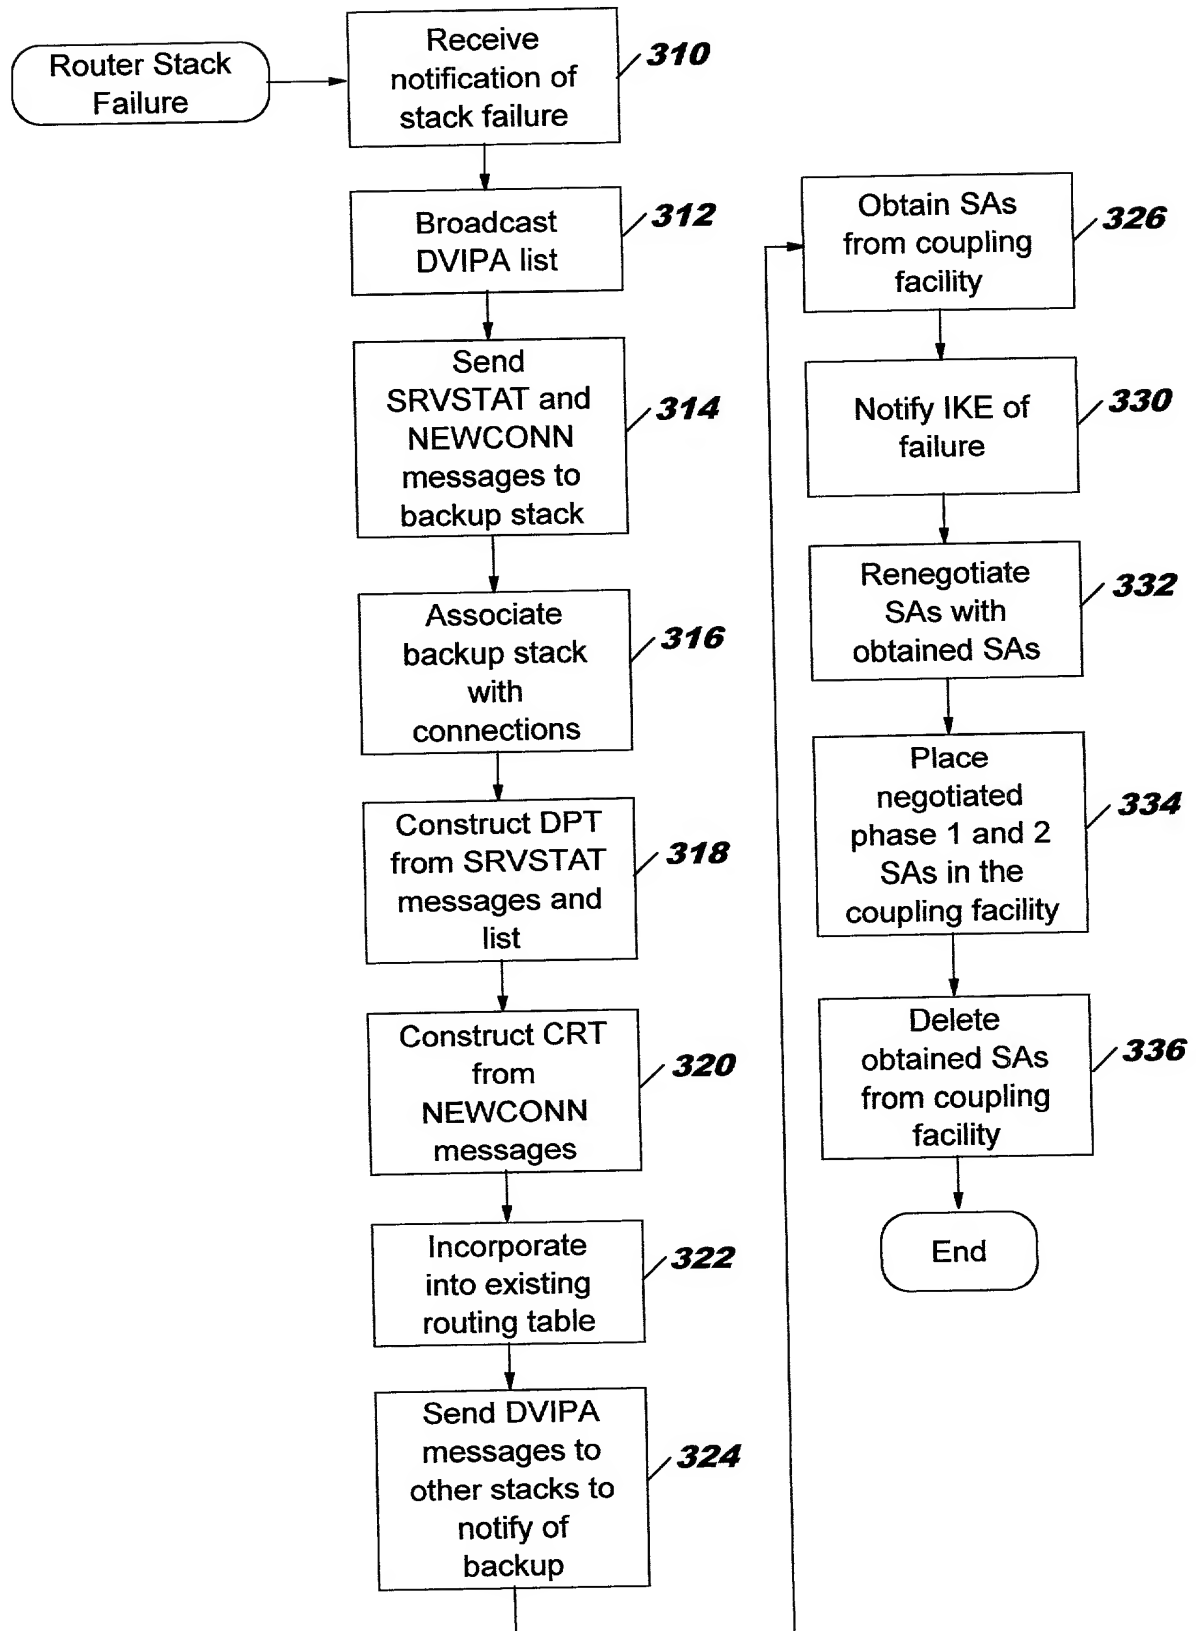 Router Stack
Failure
Receive
notification of
stack failure
310
Broadcast
DVIPA list
312
Send
SRVSTAT and
NEWCONN
messages to
backup stack
314
Associate
backup stack
with
connections
316
Construct DPT
from SRVSTAT
messages and
list
318
Construct CRT
from
NEWCONN
messages
320
Incorporate
into existing
routing table
322
Send DVIPA
messages to
other stacks to
notify of
backup
324
Obtain SAs
from coupling
facility
326
Notify IKE of
failure
330
Renegotiate
SAs with
obtained SAs
332
Place
negotiated
phase 1 and 2
SAs in the
coupling facility
334
Delete
obtained SAs
from coupling
facility
336
End